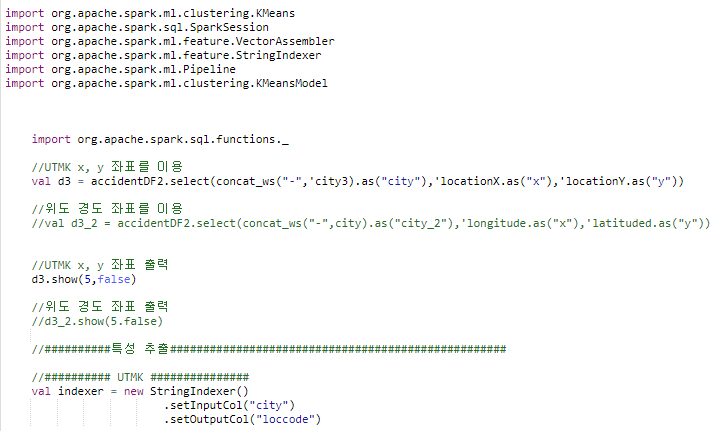 import org.apache.spark.ml.clustering.KMeans
import org.apache.spark.sql.SparkSession
import org.apache.spark.ml.feature.VectorAssembler
import org.apache.spark.ml.feature.StringIndexer
import org.apache.spark.ml.Pipeline
import org.apache.spark.ml.clustering.KMeansModel
import org.apache.spark.sql.functions._
//UTMK x, y 좌표를 이용
val d3 = accidentDF2.select(concat_ws("-",'city3).as("city"),'locationX.as("x"),'locationY.as("y"))
//위도 경도 좌표를 이용
//val d3_2 = accidentDF2.select(concat_ws("-",city).as("city_2"),'longitude.as("x"),'latituded.as("y"))
//UTMK x, y 좌표 출력
d3.show(5,false)
//위도 경도 좌표 출력
//d3_2.show(5.false)
//##########특성 추출###################################################
//########## UTMK ###############
val indexer = new StringIndexer()
.setInputCol("city")
.setOutputCol("loccode")